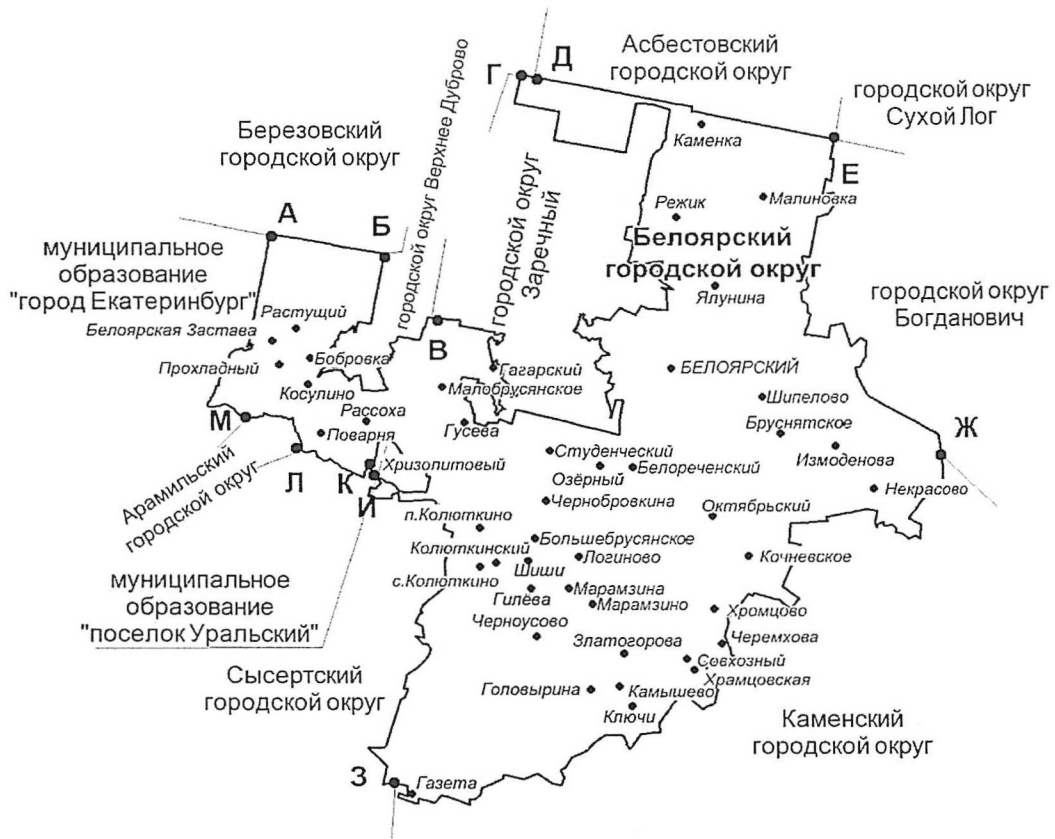 Асбестовский
городской округ
Г
Д
городской округ
Сухой Лог
Березовский
городской округ
городской округ Верхнее Дуброво
Каменка
Е
Малиновка
Режик
А
Б
городской округ
Заречный
Белоярский
городской округ
муниципальное
образование
"город Екатеринбург"
Ялунина
городской округ
Богданович
Растущий
Белоярская Застава
В
Прохладный
Бобровка
Гагарский
БЕЛОЯРСКИЙ
Косулино
Малобрусянское
Шипелово
Рассоха
М
Поварня
Гусева
Бруснятское
Ж
Арамильский
городской округ
Л
К
Хризолитовый
И
Студенческий
Озёрный
Белореченский
Измоденова
Некрасово
Чернобровкина
Октябрьский
п.Колюткино
Большебрусянское
Колюткинский
Шиши
Логиново
Кочневское
с.Колюткино
Гилёва
Марамзина
Марамзино
муниципальное
образование
"поселок Уральский"
Хромцово
Черноусово
Златогорова
Черемхова
Совхозный
Храмцовская
Сысертский
городской округ
Головырина
Камышево
Ключи
Каменский
городской округ
З
Газета